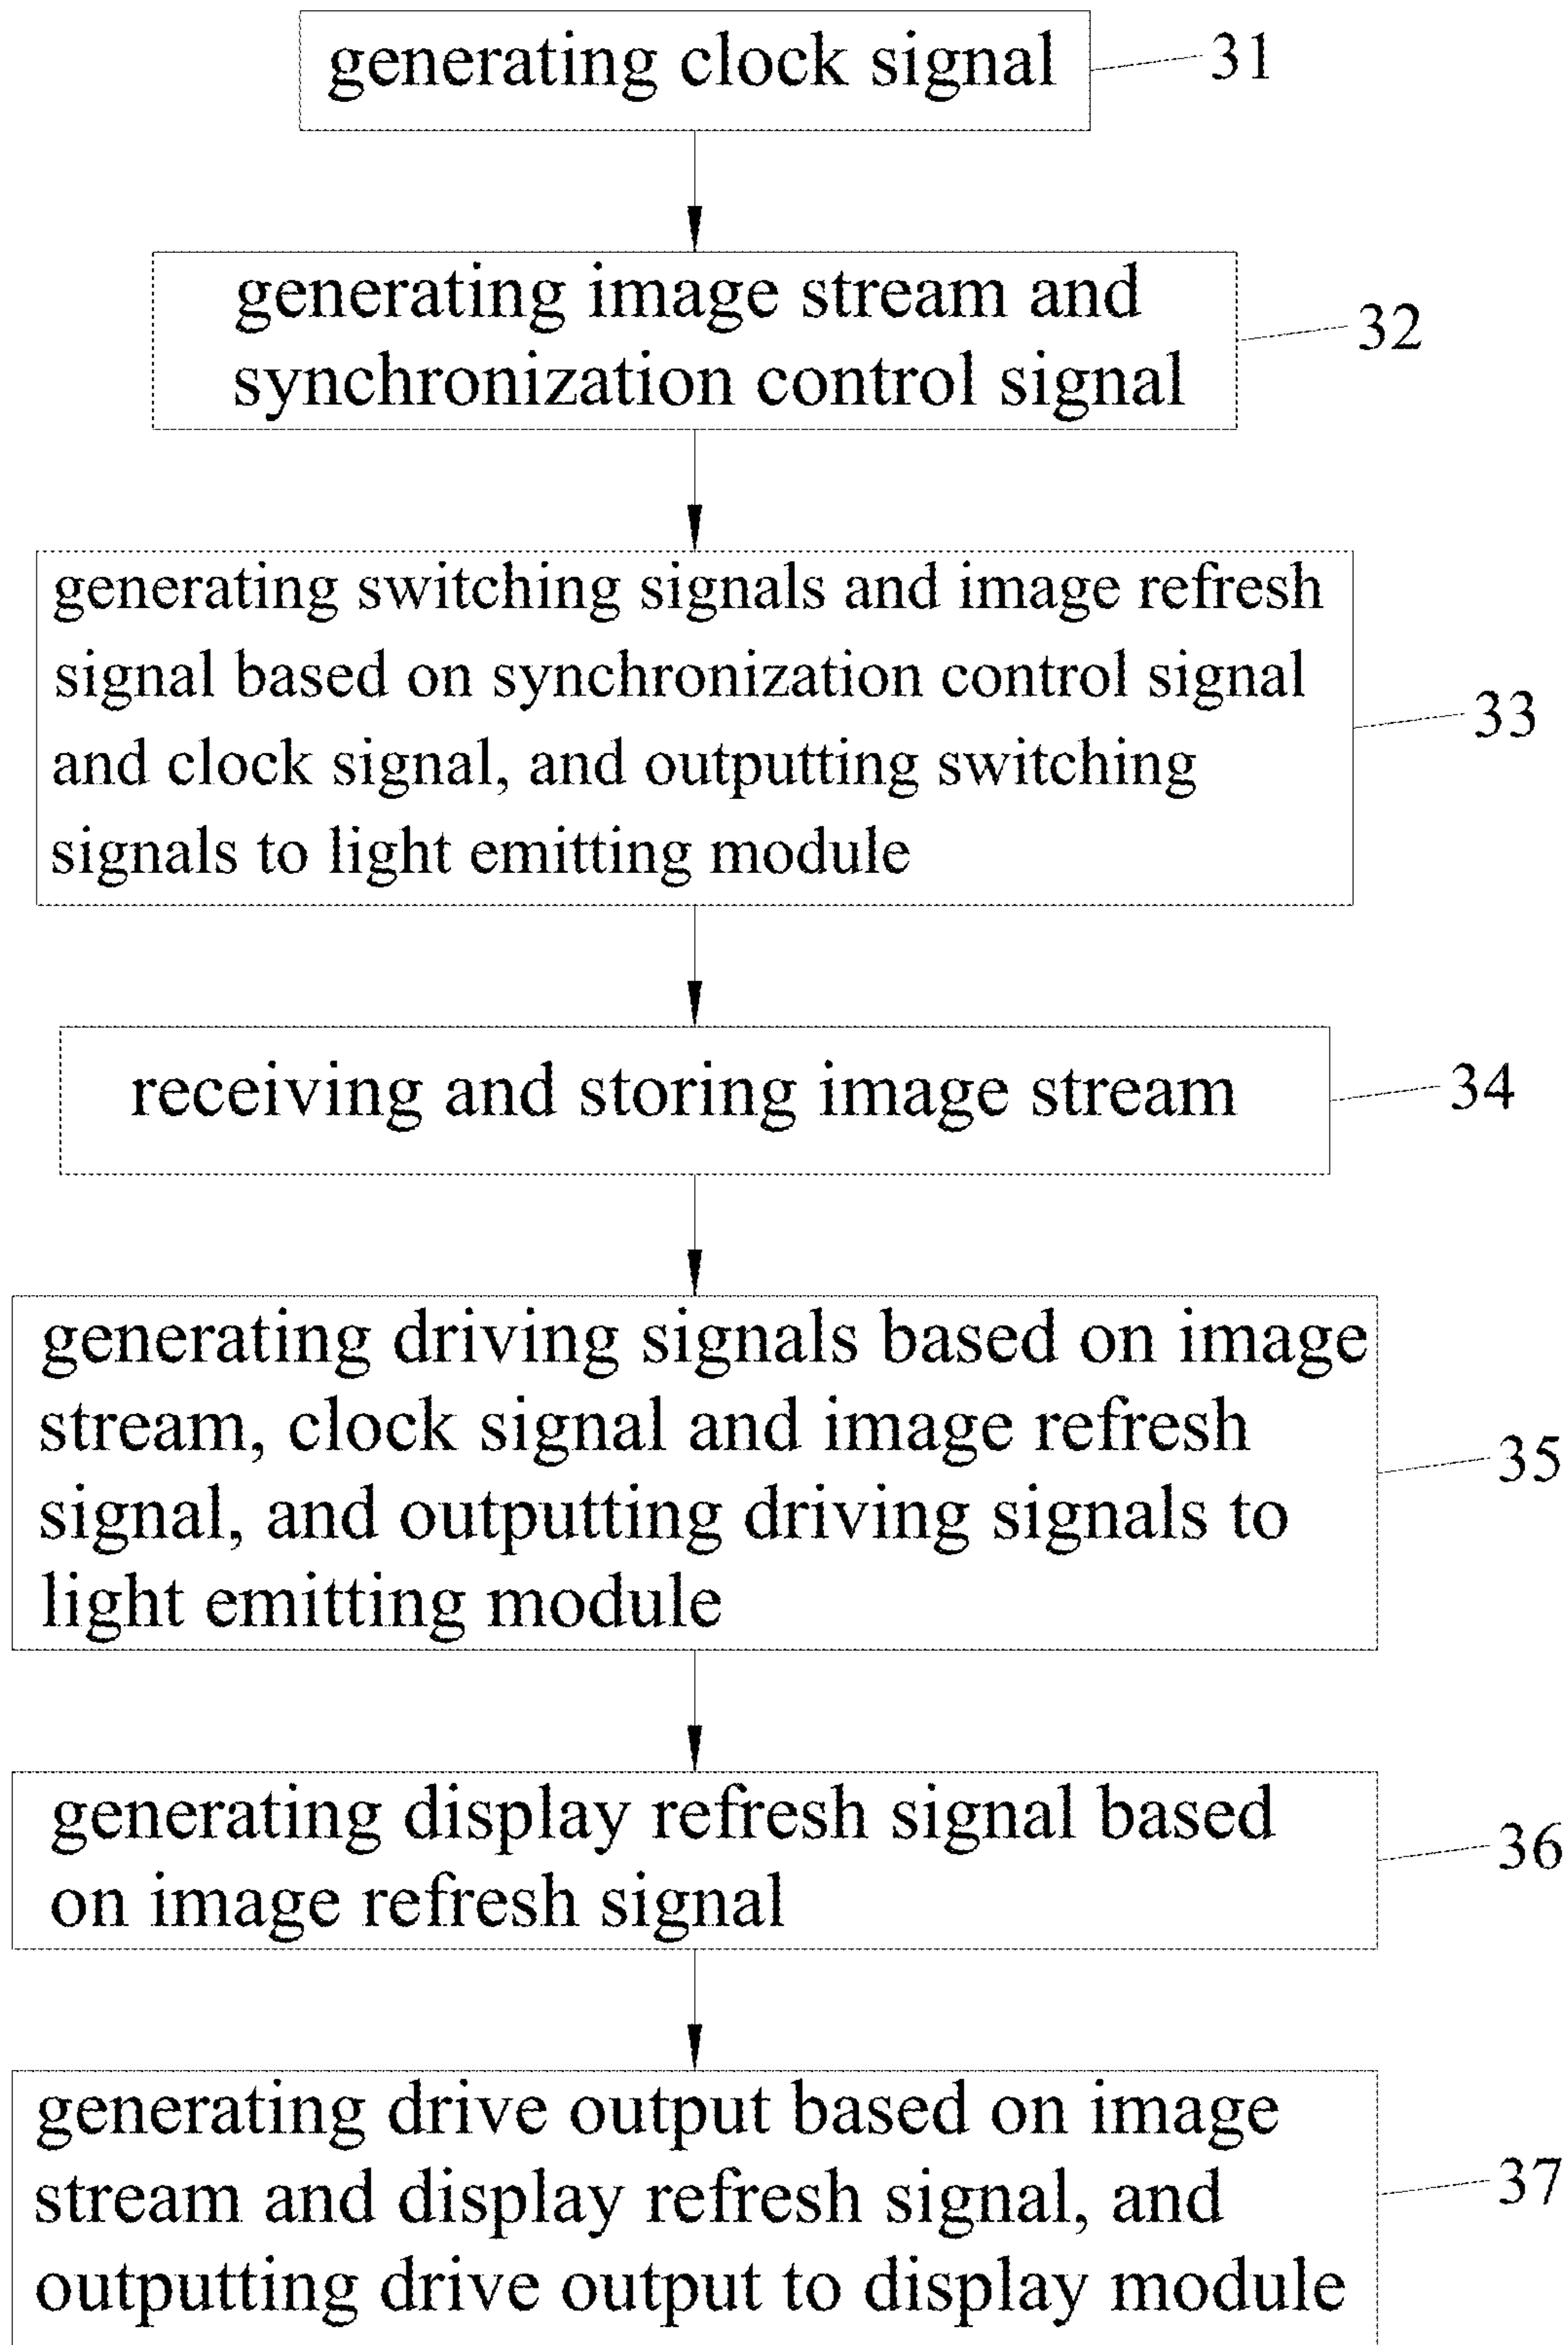 generating clock signal
31
generating image stream and
synchronization control signal
32
generating switching signals and image refresh
signal based on synchronization control signal
and clock signal, and outputting switching
signals to light emitting module
33
receiving and storing image stream
34
generating driving signals based on image
stream, clock signal and image refresh
signal, and outputting driving signals to
light emitting module
35
generating display refresh signal based
on image refresh signal
36
generating drive output based on image
stream and display refresh signal, and
outputting drive output to display module
37